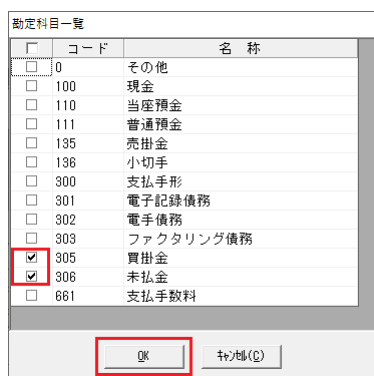 勘定科目一覧
コード 名 称
0 その他
100 現金
110 当座預金
111 普通預金
135 売掛金
136 小切手
300 支払手形
301 電子記録債務
302 電手債務
303 ファクタリング債務
305 買掛金
306 未払金
661 支払手数料
OK ｷｬﾝｾﾙ(C)